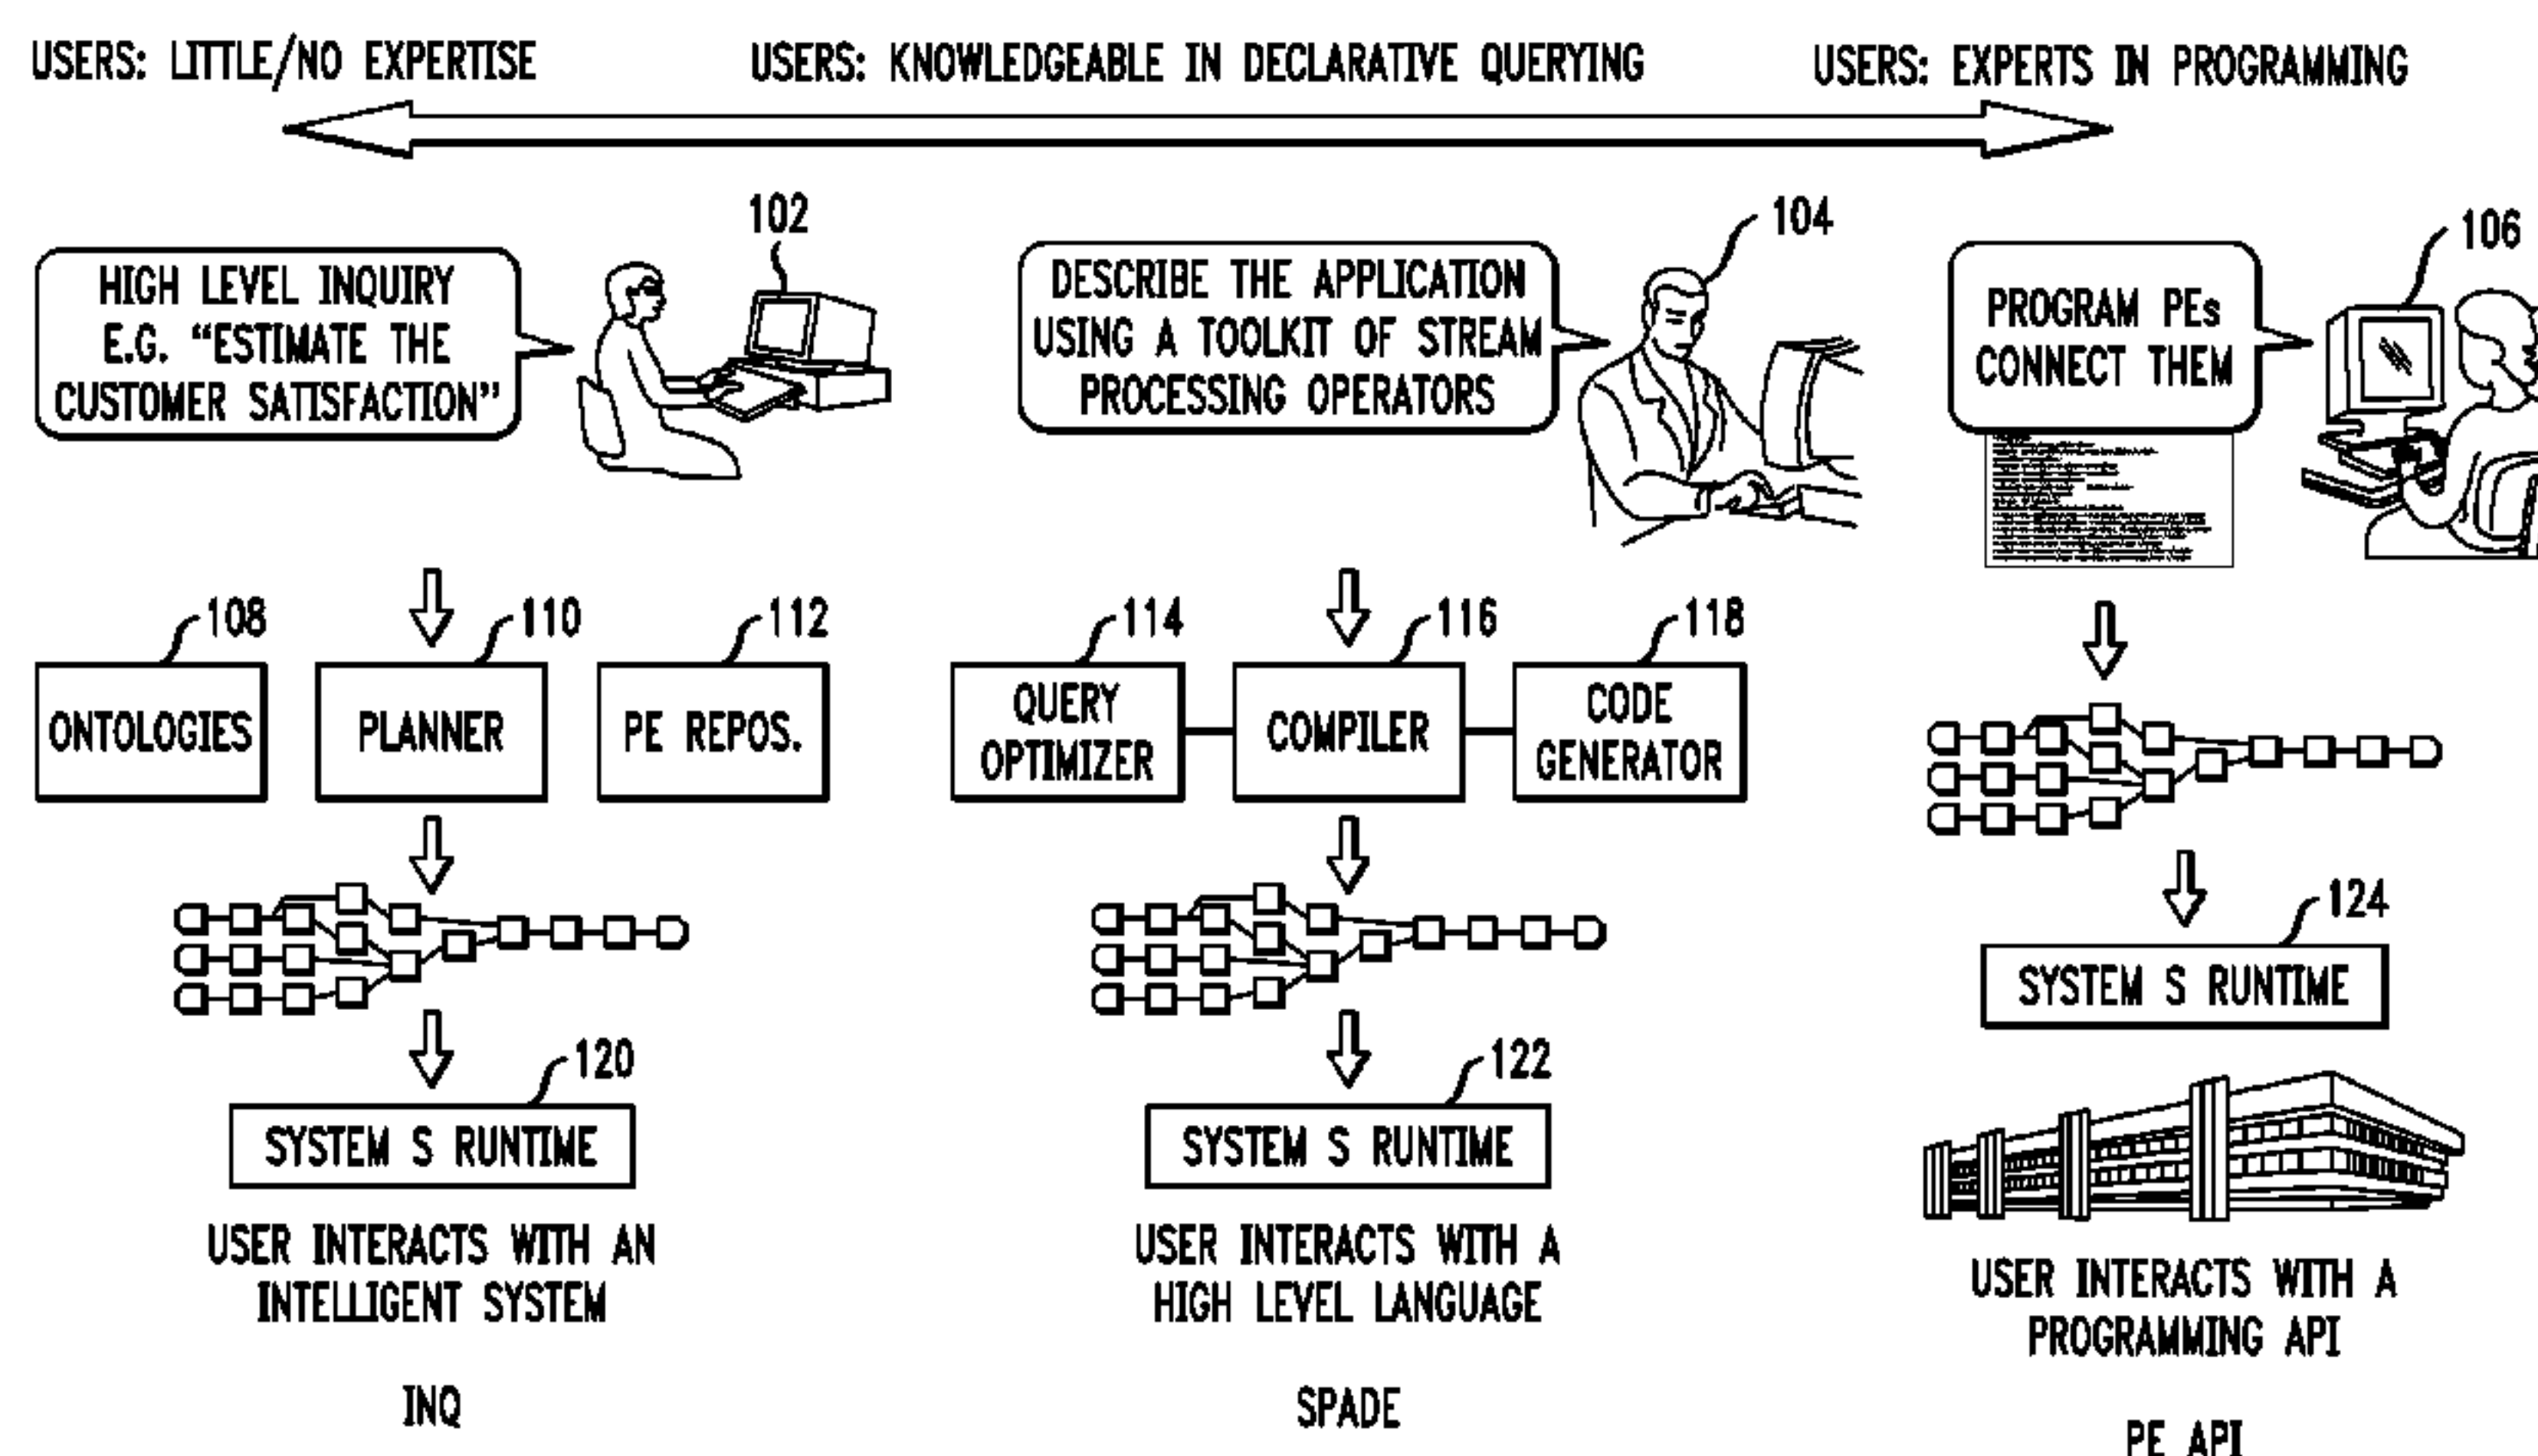 USERS: LITTLE/NO EXPERTISE
USERS: KNOWLEDGEABLE IN DECLARATIVE QUERYING
USERS: EXPERTS IN PROGRAMMING
102
HIGH LEVEL INQUIRY
E.G. “ESTIMATE THE
CUSTOMER SATISFACTION”
104
DESCRIBE THE APPLICATION
USING A TOOLKIT OF STREAM
PROCESSING OPERATORS
106
PROGRAM PEs
CONNECT THEM
108
ONTOLOGIES
110
PLANNER
112
PE REPOS.
114
QUERY
OPTIMIZER
116
COMPILER
118
CODE
GENERATOR
120
SYSTEM S RUNTIME
122
SYSTEM S RUNTIME
124
SYSTEM S RUNTIME
USER INTERACTS WITH AN
INTELLIGENT SYSTEM
USER INTERACTS WITH A
HIGH LEVEL LANGUAGE
USER INTERACTS WITH A
PROGRAMMING API
INQ
SPADE
PE API